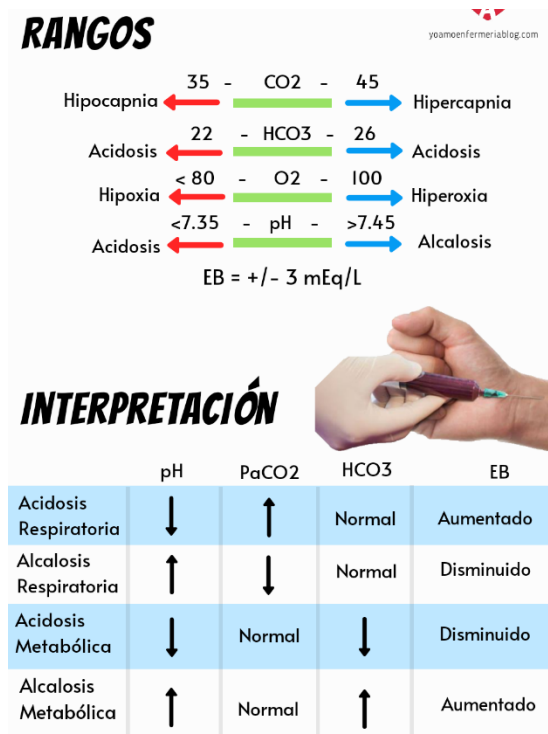 RANGOS
yoamoenfermeriablog.com
35 - CO2 - 45
Hipocapnia Hipercapnia
22 - HCO3 - 26
Acidosis Acidosis
< 80 - O2 - 100
Hipoxia Hiperoxia
<7.35 - pH - >7.45
Acidosis Alcalosis
EB = +/- 3 mEq/L
INTERPRETACIÓN
pH PaCO2 HCO3 EB
Acidosis
Respiratoria
Normal Aumentado
Alcalosis
Respiratoria
Normal Disminuido
Acidosis
Metabólica
Normal Disminuido
Alcalosis
Metabólica
Normal Aumentado